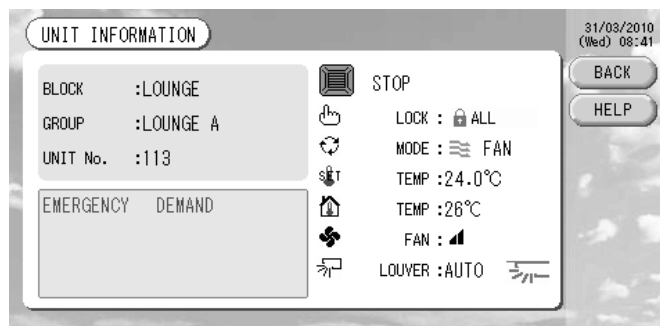 UNIT INFORMATION
31/03/2010
(Wed) 08:41
BACK
HELP
BLOCK :LOUNGE
GROUP :LOUNGE A
UNIT No. :113
EMERGENCY DEMAND
STOP
LOCK : ALL
MODE : FAN
SET TEMP :24.0°C
TEMP :26°C
FAN :
LOUVER :AUTO